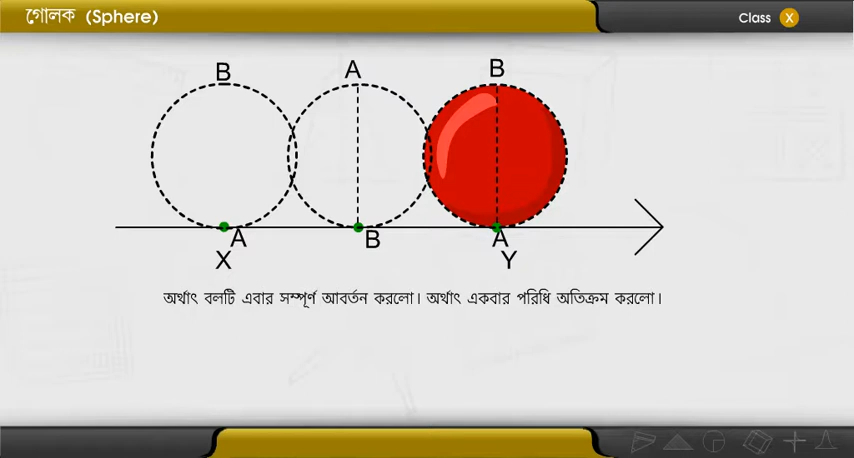 গোলক (Sphere)
Class X
B A B
A B A
X Y
অর্থাৎ বলটি এবার সম্পূর্ণ আবর্তন করলো। অর্থাৎ একবার পরিধি অতিক্রম করলো।